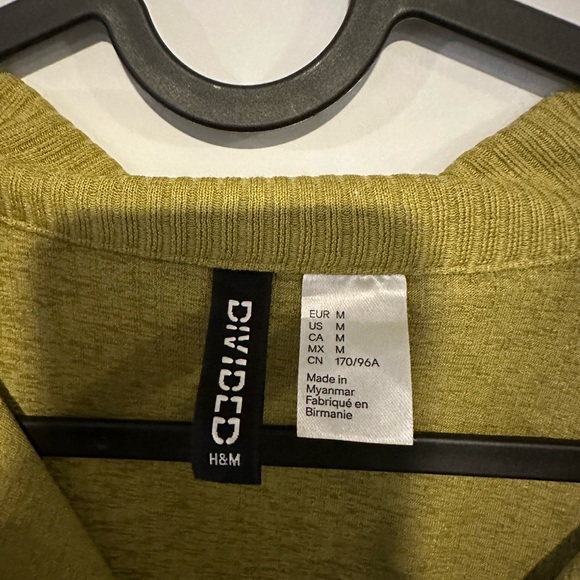 DIVIDED
H&M
EUR M
US M
CA M
MX M
CN 170/96A
Made in
Myanmar
Fabriqué en
Birmanie